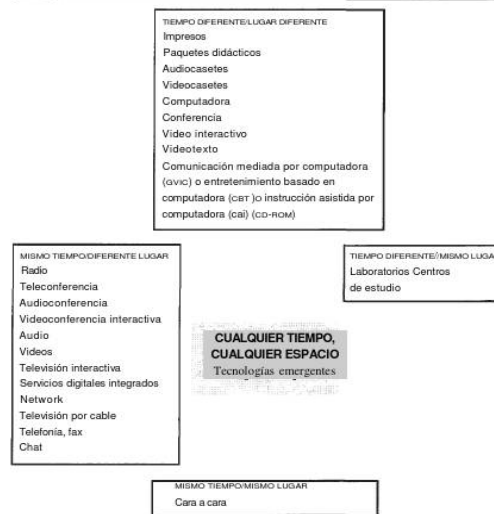 TIEMPO DIFERENTE/LUGAR DIFERENTE
Impresos
Paquetes didácticos
Audiocasetes
Videocasetes
Computadora
Conferencia
Video interactivo
Videotexto
Comunicación mediada por computadora
(GVIC) o entretenimiento basado en
computadora (CBT )O instrucción asistida por
computadora (cai) (CD-ROM)
MISMO TIEMPO/DIFERENTE LUGAR
Radio
Teleconferencia
Audioconferencia
Videoconferencia interactiva
Audio
Videos
Televisión interactiva
Servicios digitales integrados
Network
Televisión por cable
Telefonía, fax
Chat
TIEMPO DIFERENTE/MISMO LUGA
Laboratorios Centros
de estudio
CUALQUIER TIEMPO,
CUALQUIER ESPACIO
Tecnologías emergentes
MISMO TIEMPO/MISMO LUGAR
Cara a cara